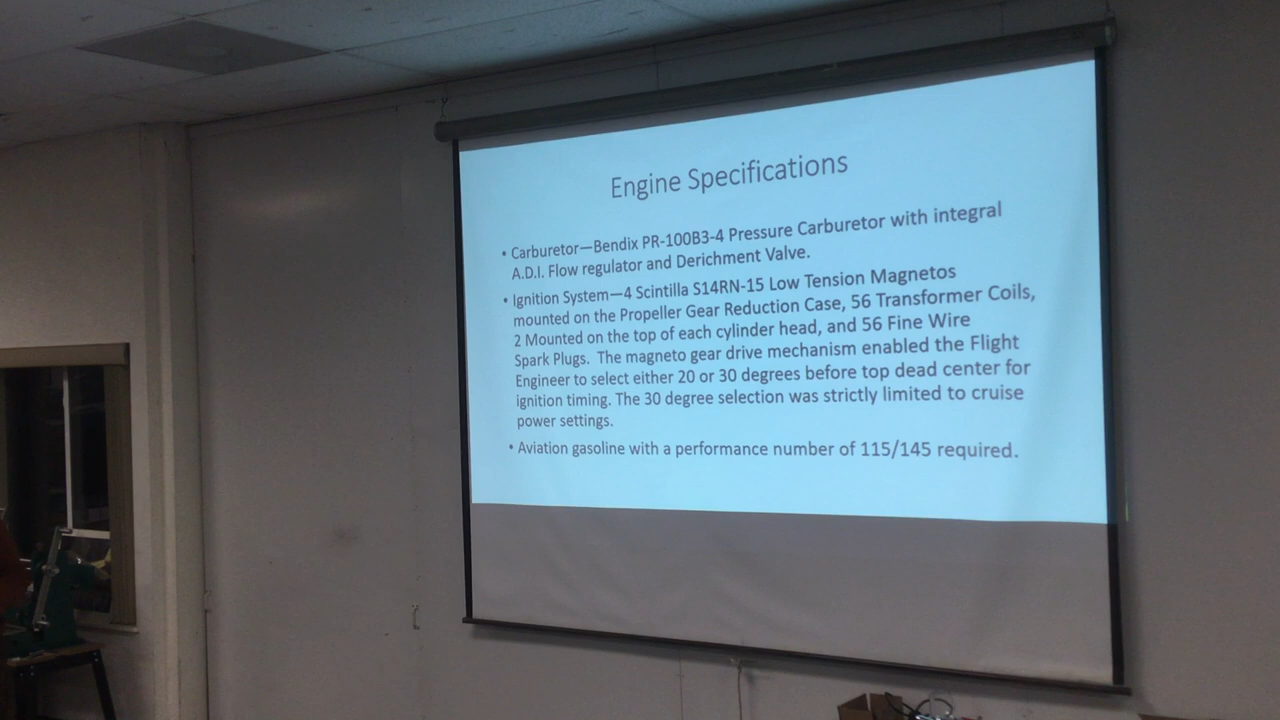 Engine Specifications
• Carburetor—Bendix PR-100B3-4 Pressure Carburetor with integral
A.D.I. Flow regulator and Derichment Valve.
• Ignition System—4 Scintilla S14RN-15 Low Tension Magnetos
mounted on the Propeller Gear Reduction Case, 56 Transformer Coils,
2 Mounted on the top of each cylinder head, and 56 Fine Wire
Spark Plugs. The magneto gear drive mechanism enabled the Flight
Engineer to select either 20 or 30 degrees before top dead center for
ignition timing. The 30 degree selection was strictly limited to cruise
power settings.
• Aviation gasoline with a performance number of 115/145 required.